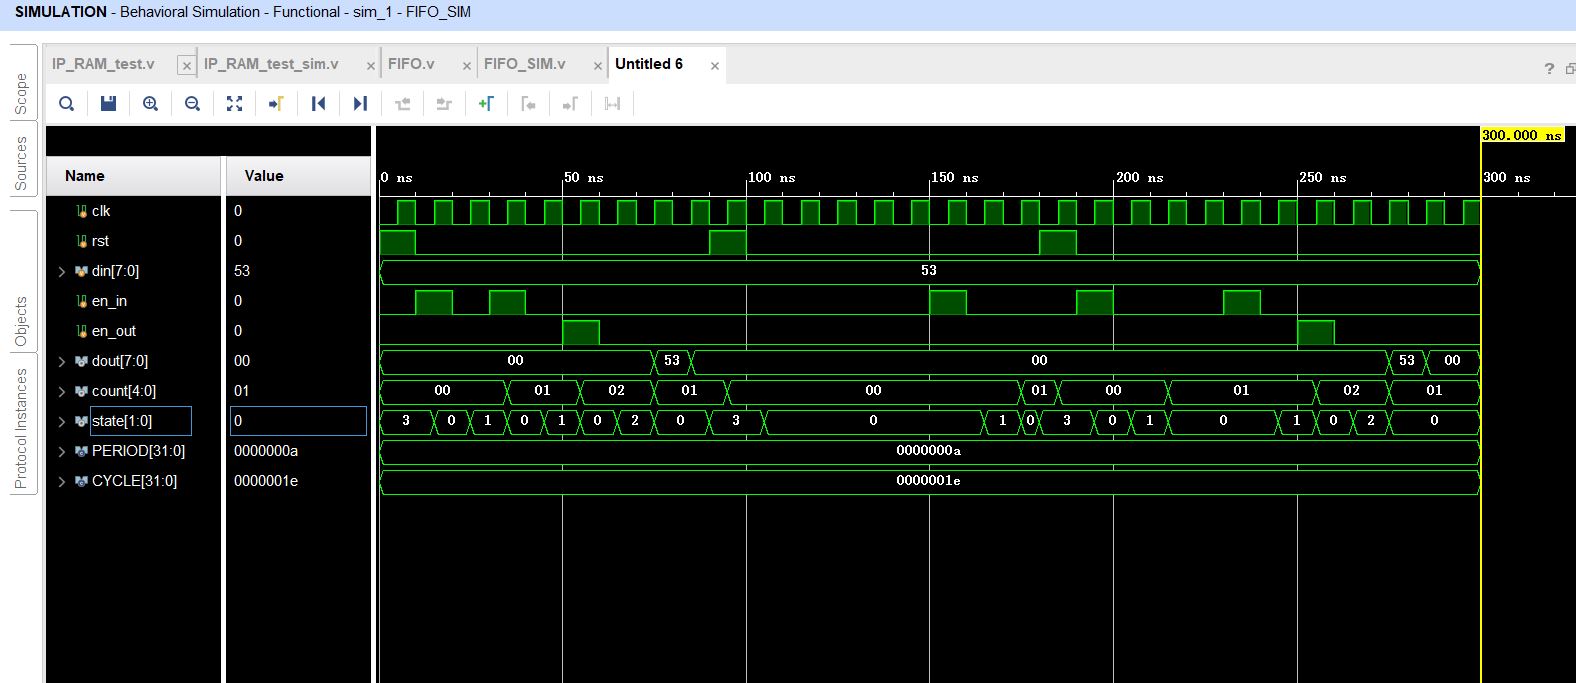 SIMULATION - Behavioral Simulation - Functional - sim_1 - FIFO_SIM
IP_RAM_test.v × IP_RAM_test_sim.v × FIFO.v × FIFO_SIM.v × Untitled 6 × ?
Scope
Sources
Objects
Protocol Instances
300.000 ns
Name Value 0 ns 50 ns 100 ns 150 ns 200 ns 250 ns 300 ns
clk 0
rst 0
din[7:0] 53 53
en_in 0
en_out 0
dout[7:0] 00 00 53 00 53 00
count[4:0] 01 00 01 02 01 00 01 00 01 02 01
state[1:0] 0 3 0 1 0 1 0 2 0 3 0 1 0 3 0 1 0 1 0 2 0
PERIOD[31:0] 0000000a 0000000a
CYCLE[31:0] 0000001e 0000001e